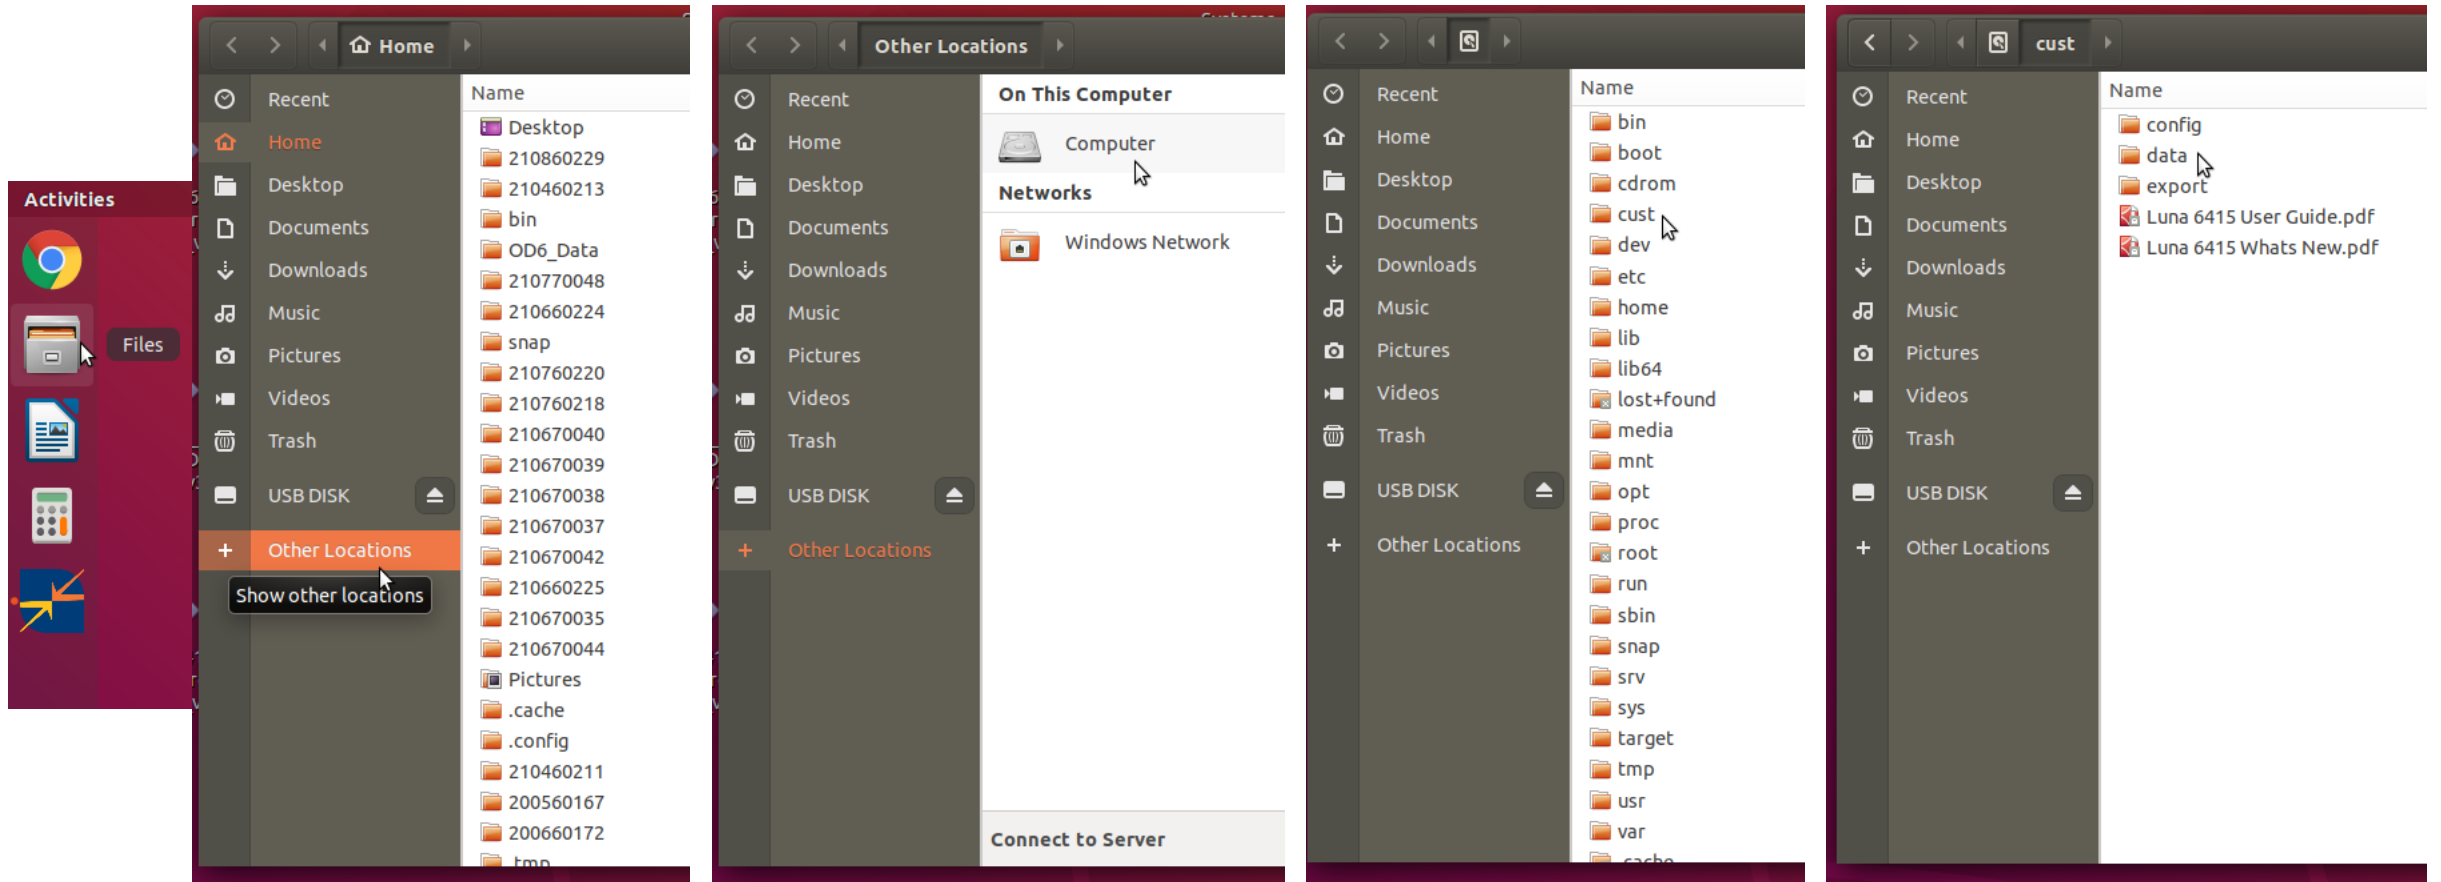 Activities
Files
Home
Recent
Home
Desktop
Documents
Downloads
Music
Pictures
Videos
Trash
USB DISK
Other Locations
Show other locations
Name
Desktop
210860229
210460213
bin
OD6_Data
210770048
210660224
snap
210760220
210760218
210670040
210670039
210670038
210670037
210670042
210660225
210670035
210670044
Pictures
.cache
.config
210460211
200560167
200660172
.tmp
Other Locations
Recent
Home
Desktop
Documents
Downloads
Music
Pictures
Videos
Trash
USB DISK
Other Locations
On This Computer
Computer
Networks
Windows Network
Connect to Server
Recent
Home
Desktop
Documents
Downloads
Music
Pictures
Videos
Trash
USB DISK
Other Locations
Name
bin
boot
cdrom
cust
dev
etc
home
lib
lib64
lost+found
media
mnt
opt
proc
root
run
sbin
snap
srv
sys
target
tmp
usr
var
.cache
cust
Recent
Home
Desktop
Documents
Downloads
Music
Pictures
Videos
Trash
USB DISK
Other Locations
Name
config
data
export
Luna 6415 User Guide.pdf
Luna 6415 Whats New.pdf